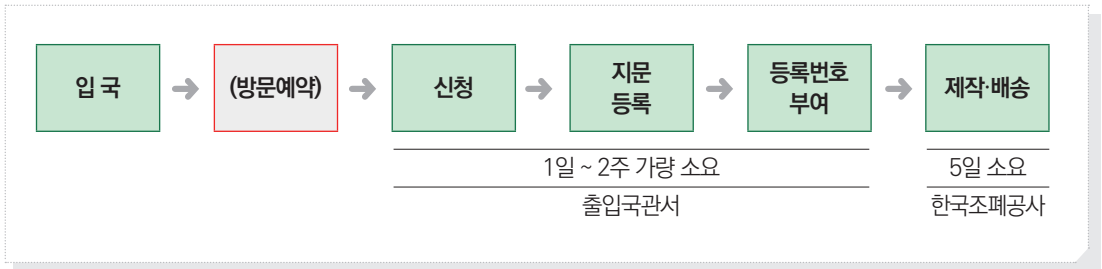 입 국
(방문예약)
신청
지문
등록
등록번호
부여
제작·배송
1일 ~ 2주 가량 소요
5일 소요
출입국관서
한국조폐공사